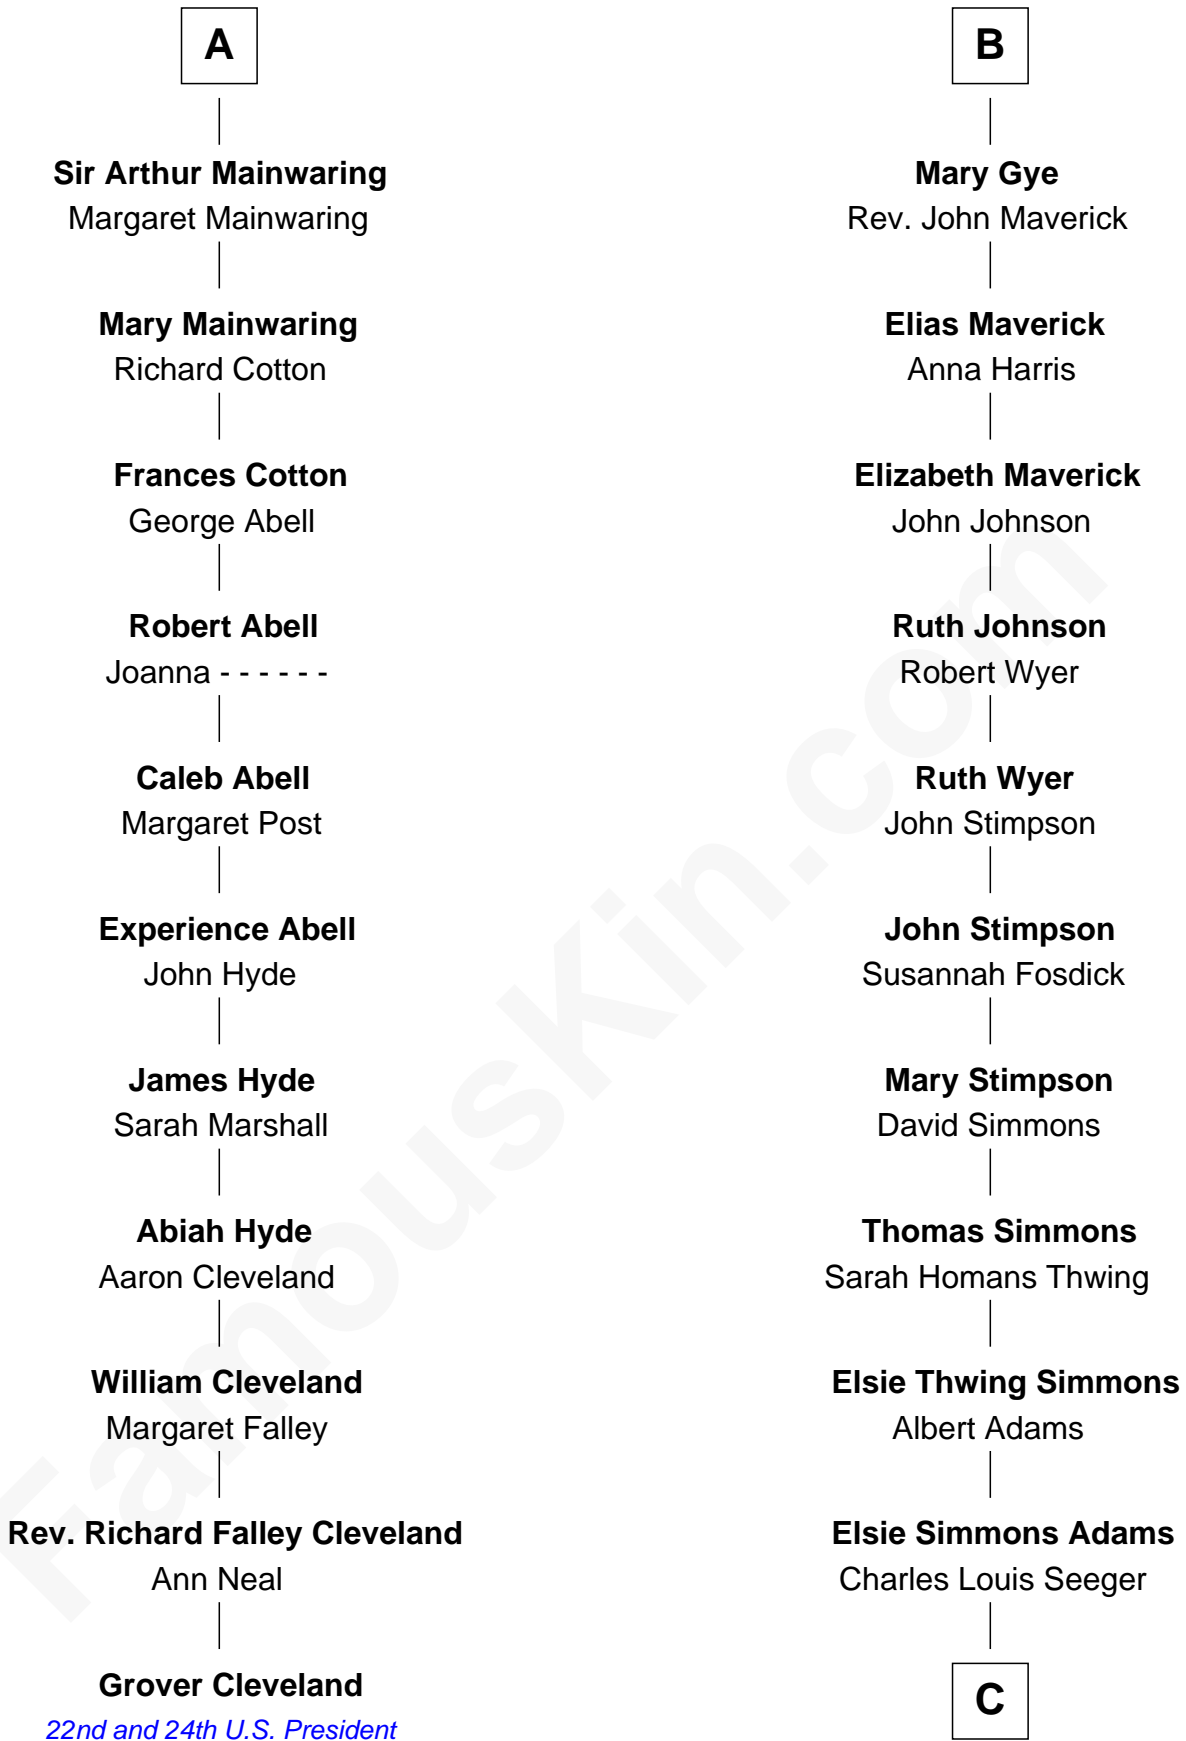 A
Sir Arthur Mainwaring
Margaret Mainwaring
Mary Mainwaring
Richard Cotton
Frances Cotton
George Abell
Robert Abell
Joanna - - - - - -
Caleb Abell
Margaret Post
Experience Abell
John Hyde
James Hyde
Sarah Marshall
Abiah Hyde
Aaron Cleveland
William Cleveland
Margaret Falley
Rev. Richard Falley Cleveland
Ann Neal
Grover Cleveland
22nd and 24th U.S. President
B
Mary Gye
Rev. John Maverick
Elias Maverick
Anna Harris
Elizabeth Maverick
John Johnson
Ruth Johnson
Robert Wyer
Ruth Wyer
John Stimpson
John Stimpson
Susannah Fosdick
Mary Stimpson
David Simmons
Thomas Simmons
Sarah Homans Thwing
Elsie Thwing Simmons
Albert Adams
Elsie Simmons Adams
Charles Louis Seeger
C
FamousKin.com